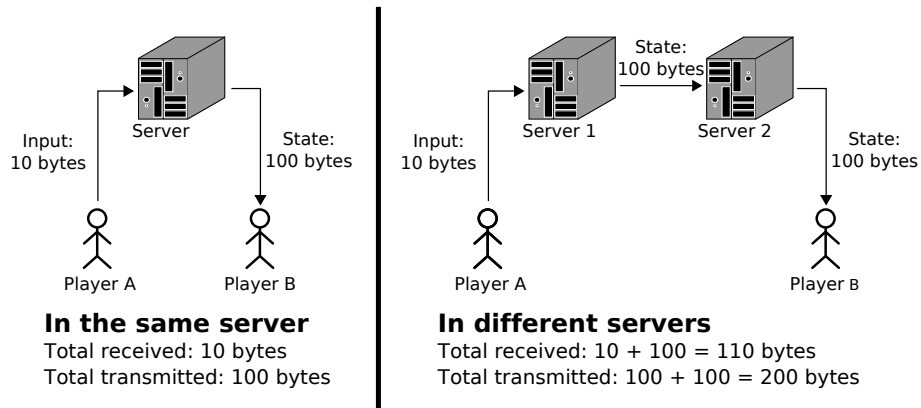 Server
Input:
10 bytes
State:
100 bytes
Player A
Player B
In the same server
Total received: 10 bytes
Total transmitted: 100 bytes
State:
100 bytes
Server 1
Server 2
Input:
10 bytes
State:
100 bytes
Player A
Player B
In different servers
Total received: 10 + 100 = 110 bytes
Total transmitted: 100 + 100 = 200 bytes